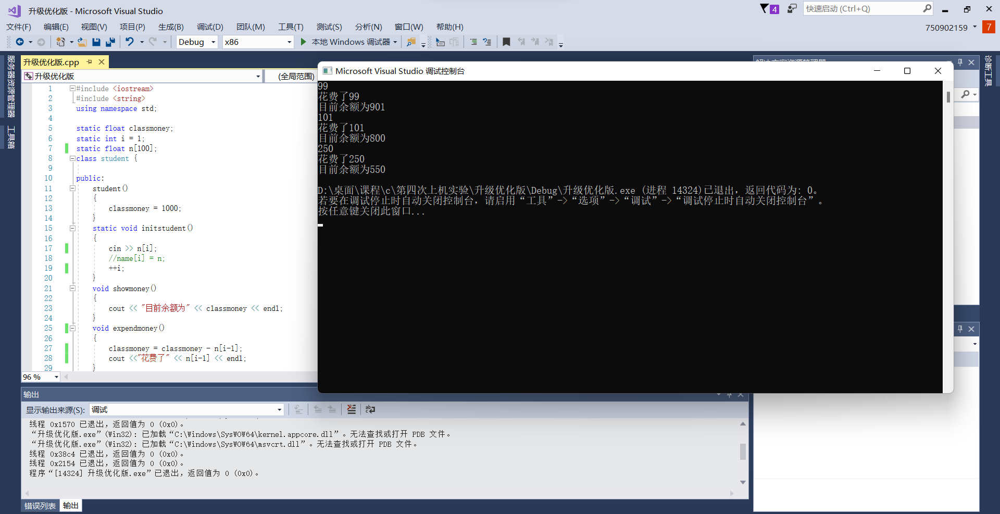 升级优化版 - Microsoft Visual Studio
4
快速启动 (Ctrl+Q)
文件(F) 编辑(E) 视图(V) 项目(P) 生成(B) 调试(D) 团队(M) 工具(T) 测试(S) 分析(N) 窗口(W) 帮助(H)
750902159 7
Debug x86 本地 Windows 调试器
服务器资源管理器
工具箱
升级优化版.cpp
升级优化版 (全局范围)
1 #include <iostream>
2 #include <string>
3 using namespace std;
4
5 static float classmoney;
6 static int i = 1;
7 static float n[100];
8 class student {
9
10 public:
11 student()
12 {
13 classmoney = 1000;
14 }
15 static void initstudent()
16 {
17 cin >> n[i];
18 //name[i] = n;
19 ++i;
20 }
21 void showmoney()
22 {
23 cout << "目前余额为" << classmoney << endl;
24 }
25 void expendmoney()
26 {
27 classmoney = classmoney - n[i-1];
28 cout <<"花费了" << n[i-1] << endl;
29 }
96 %
Microsoft Visual Studio 调试控制台
99
花费了99
目前余额为901
101
花费了101
目前余额为800
250
花费了250
目前余额为550
D:\桌面\课程\c\第四次上机实验\升级优化版\Debug\升级优化版.exe (进程 14324)已退出，返回代码为: 0。
若要在调试停止时自动关闭控制台，请启用“工具”->“选项”->“调试”->“调试停止时自动关闭控制台”。
按任意键关闭此窗口...
诊断工具
输出
显示输出来源(S): 调试
线程 0x1570 已退出，返回值为 0 (0x0)。
“升级优化版.exe”(Win32): 已加载“C:\Windows\SysWOW64\kernel.appcore.dll”。无法查找或打开 PDB 文件。
“升级优化版.exe”(Win32): 已加载“C:\Windows\SysWOW64\msvcrt.dll”。无法查找或打开 PDB 文件。
线程 0x38c4 已退出，返回值为 0 (0x0)。
线程 0x2154 已退出，返回值为 0 (0x0)。
程序“[14324] 升级优化版.exe”已退出，返回值为 0 (0x0)。
错误列表 输出